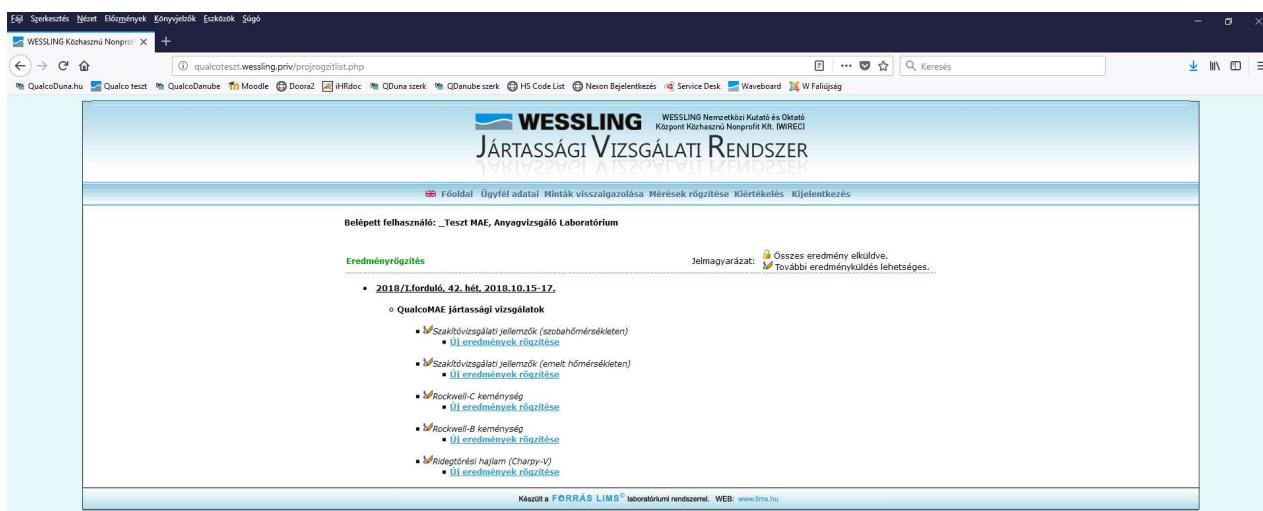 Fájl Szerkesztés Nézet Előzmények Könyvjelzők Eszközök Súgó
WESSLING Közhasznú Nonprof
qualcoteszt.wessling.priv/projrogzitlist.php
Keresés
QualcoDuna.hu Qualco teszt QualcoDanube Moodle Doora2 iHRdoc QDuna szerk QDanube szerk HS Code List Nexon Bejelentkezés Service Desk Waveboard W Faliújság
WESSLING WESSLING Nemzetközi Kutató és Oktató
Központ Közhasznú Nonprofit Kft. (WIREC)
JÁRTASSÁGI VIZSGÁLATI RENDSZER
Főoldal Ügyfél adatai Minták visszaigazolása Mérések rögzítése Kiértékelés Kijelentkezés
Belépett felhasználó: _Teszt MAE, Anyagvizsgáló Laboratórium
Eredményrögzítés
Jelmagyarázat: Összes eredmény elküldve.
További eredményküldés lehetséges.
• 2018/I.forduló, 42. hét, 2018.10.15-17.
○ QualcoMAE jártassági vizsgálatok
▪ Szakítóvizsgálati jellemzők (szobahőmérsékleten)
▪ Új eredmények rögzítése
▪ Szakítóvizsgálati jellemzők (emelt hőmérsékleten)
▪ Új eredmények rögzítése
▪ Rockwell-C keménység
▪ Új eredmények rögzítése
▪ Rockwell-B keménység
▪ Új eredmények rögzítése
▪ Ridegtörési hajlam (Charpy-V)
▪ Új eredmények rögzítése
Készült a FORRÁS LIMS© laboratóriumi rendszerrel. WEB: www.lims.hu